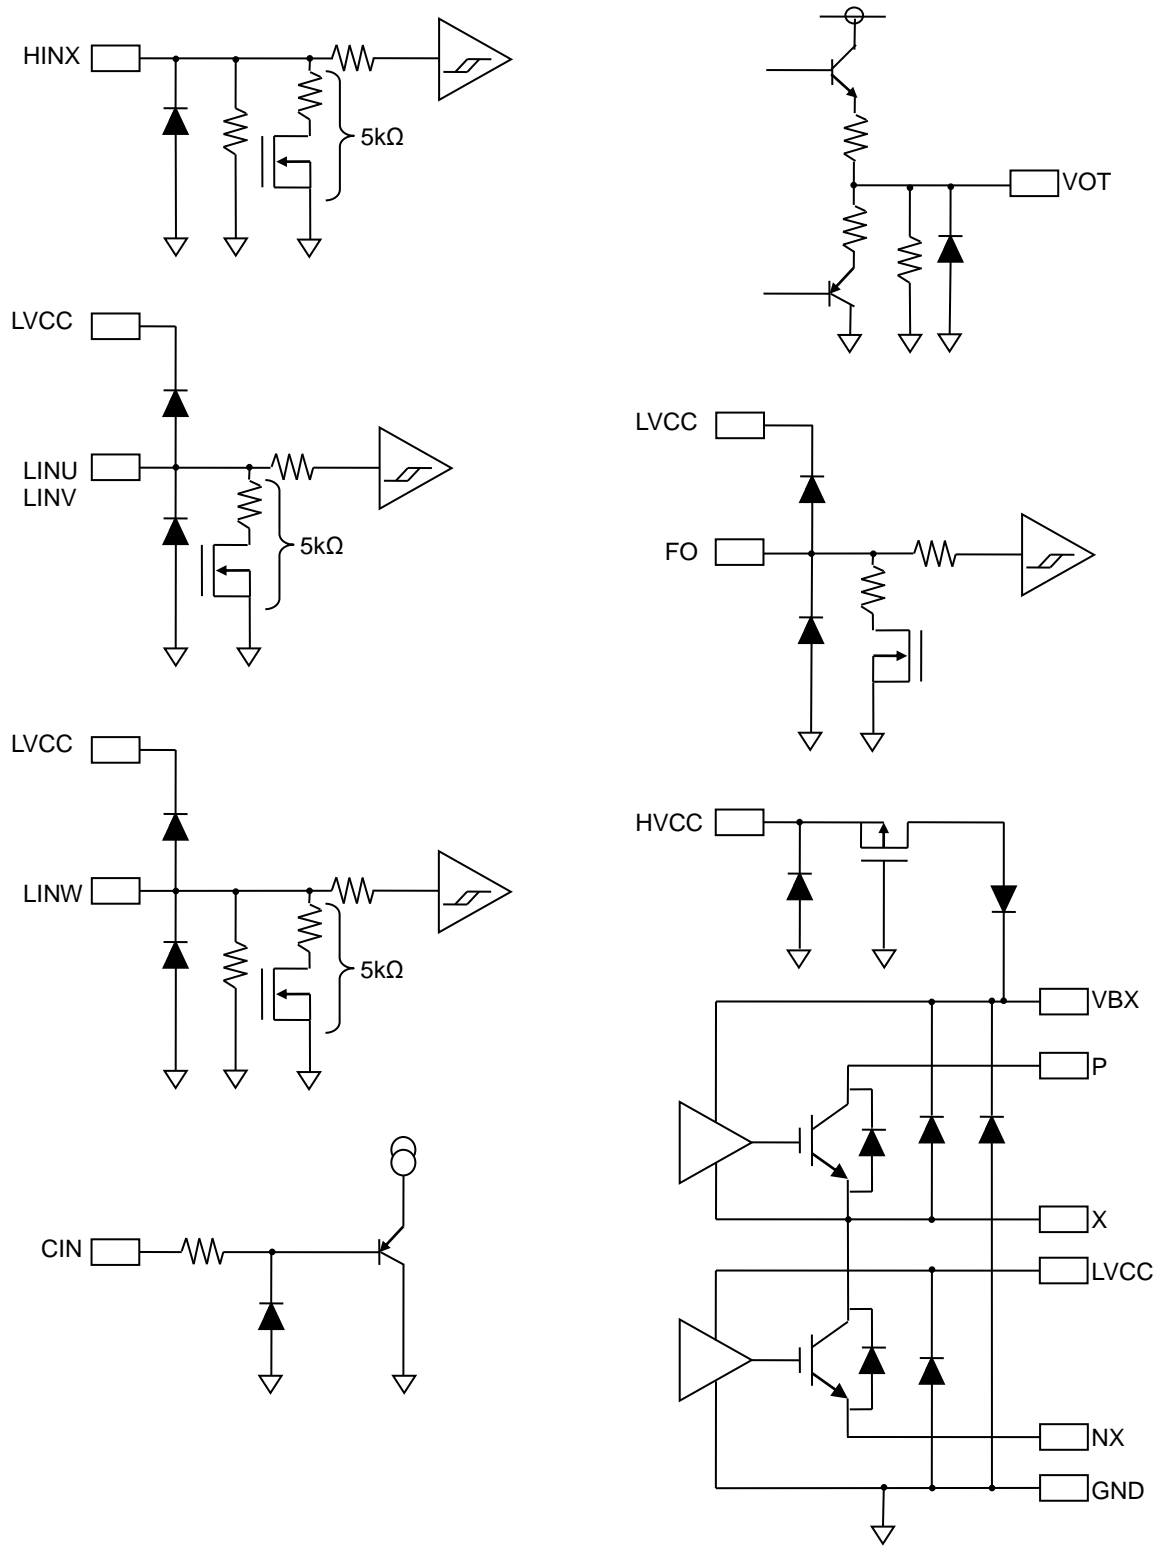 HINX
5kΩ
LVCC
LINU
LINV
5kΩ
LVCC
LINW
5kΩ
CIN
VOT
LVCC
FO
HVCC
VBX
P
X
LVCC
NX
GND